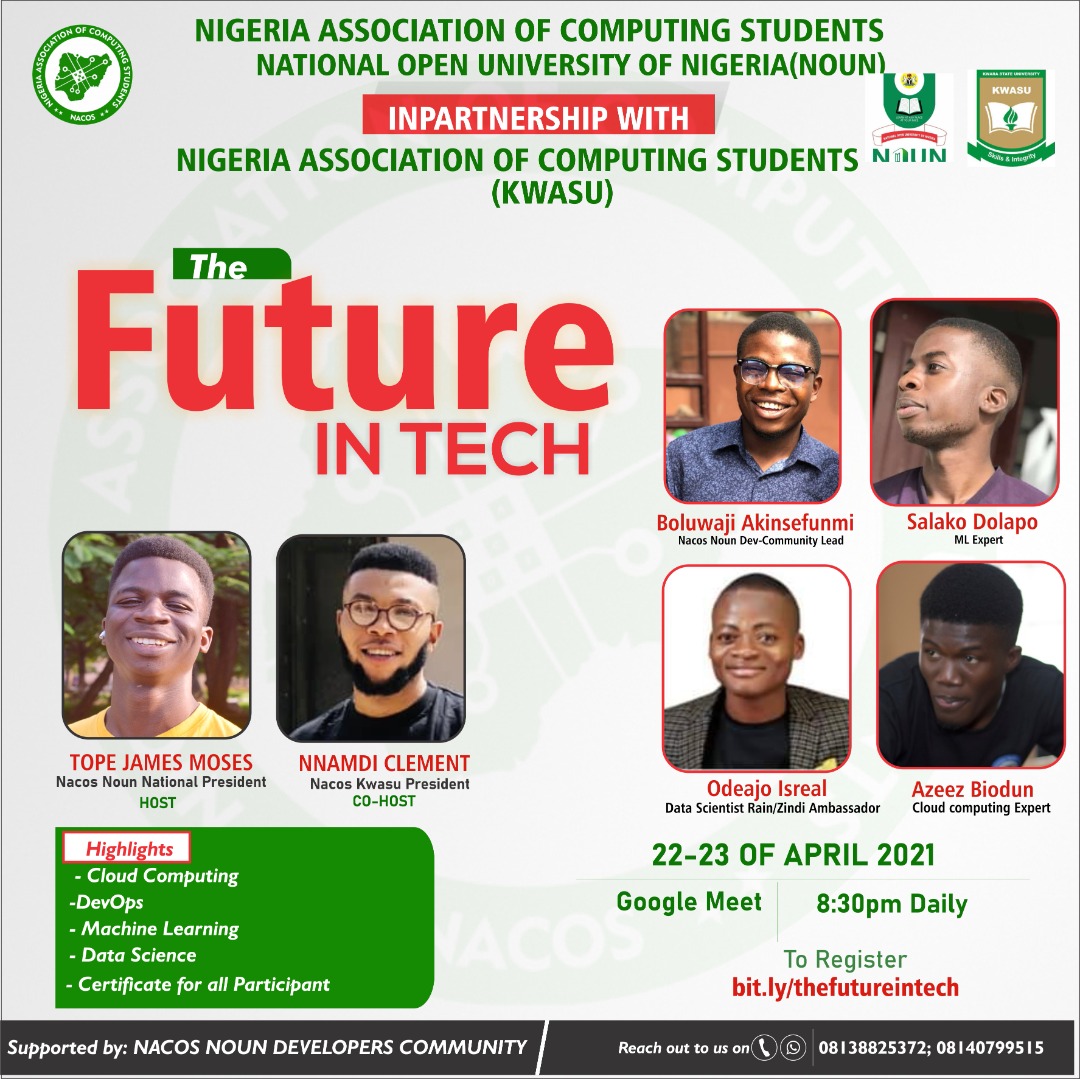 NIGERIA ASSOCIATION OF COMPUTING STUDENTS
NATIONAL OPEN UNIVERSITY OF NIGERIA(NOUN)
INPARTNERSHIP WITH
NIGERIA ASSOCIATION OF COMPUTING STUDENTS
(KWASU)
NIGERIA ASSOCIATION OF COMPUTING STUDENTS
NACOS
NOUN
KWARA STATE UNIVERSITY
KWASU
Skills & Integrity
The
Future
IN TECH
Boluwaji Akinsefunmi
Nacos Noun Dev-Community Lead
Salako Dolapo
ML Expert
TOPE JAMES MOSES
Nacos Noun National President
HOST
NNAMDI CLEMENT
Nacos Kwasu President
CO-HOST
Odeajo Isreal
Data Scientist Rain/Zindi Ambassador
Azeez Biodun
Cloud computing Expert
Highlights
- Cloud Computing
-DevOps
- Machine Learning
- Data Science
- Certificate for all Participant
22-23 OF APRIL 2021
Google Meet
8:30pm Daily
To Register
bit.ly/thefutureintech
NACOS
Supported by: NACOS NOUN DEVELOPERS COMMUNITY
Reach out to us on 08138825372; 08140799515